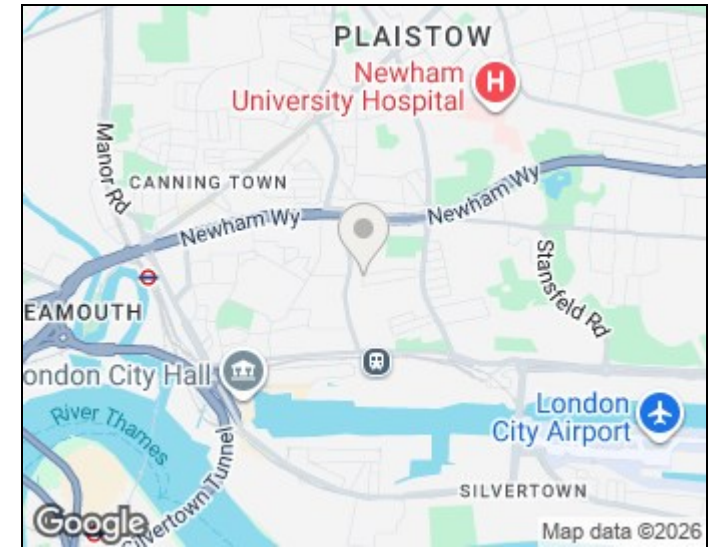 PLAISTOW
Newham
University Hospital
H
Manor Rd
CANNING TOWN
Newham Wy
Newham Wy
Stansfeld Rd
EAMOUTH
ondon City Hall
River Thames
London
City Airport
Silvertown Tunnel
SILVERTOWN
Google
Map data ©2026